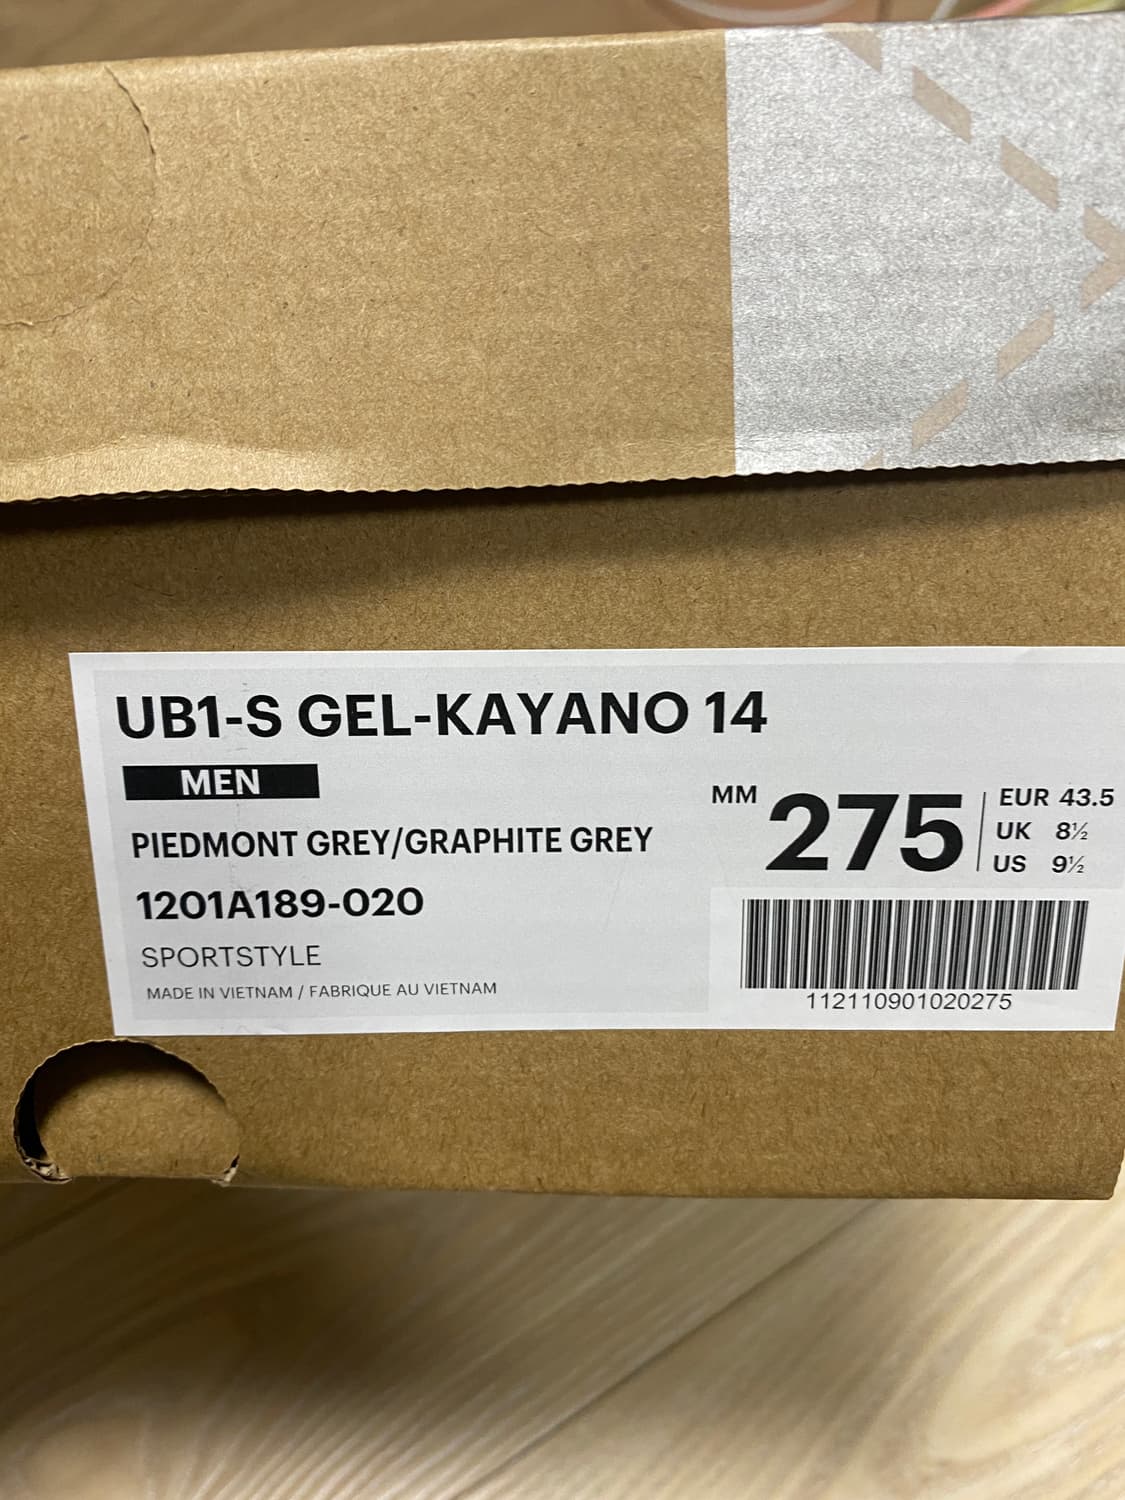 UB1-S GEL-KAYANO 14
MEN
PIEDMONT GREY/GRAPHITE GREY
1201A189-020
SPORTSTYLE
MADE IN VIETNAM / FABRIQUE AU VIETNAM
MM 275
EUR 43.5
UK 8½
US 9½
112110901020275